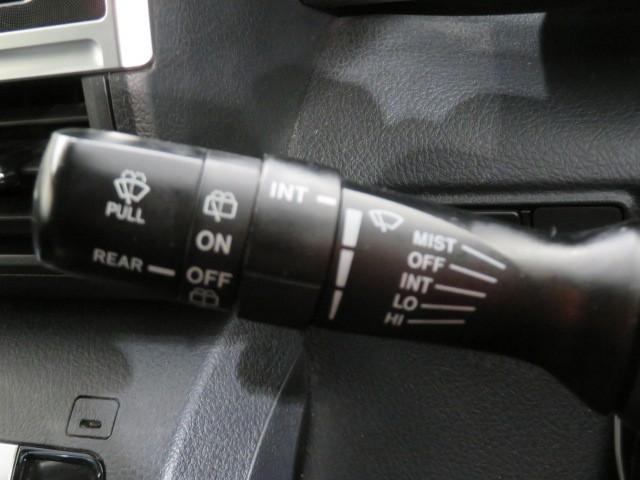 PULL
REAR
ON
OFF
INT
MIST
OFF
INT
LO
HI